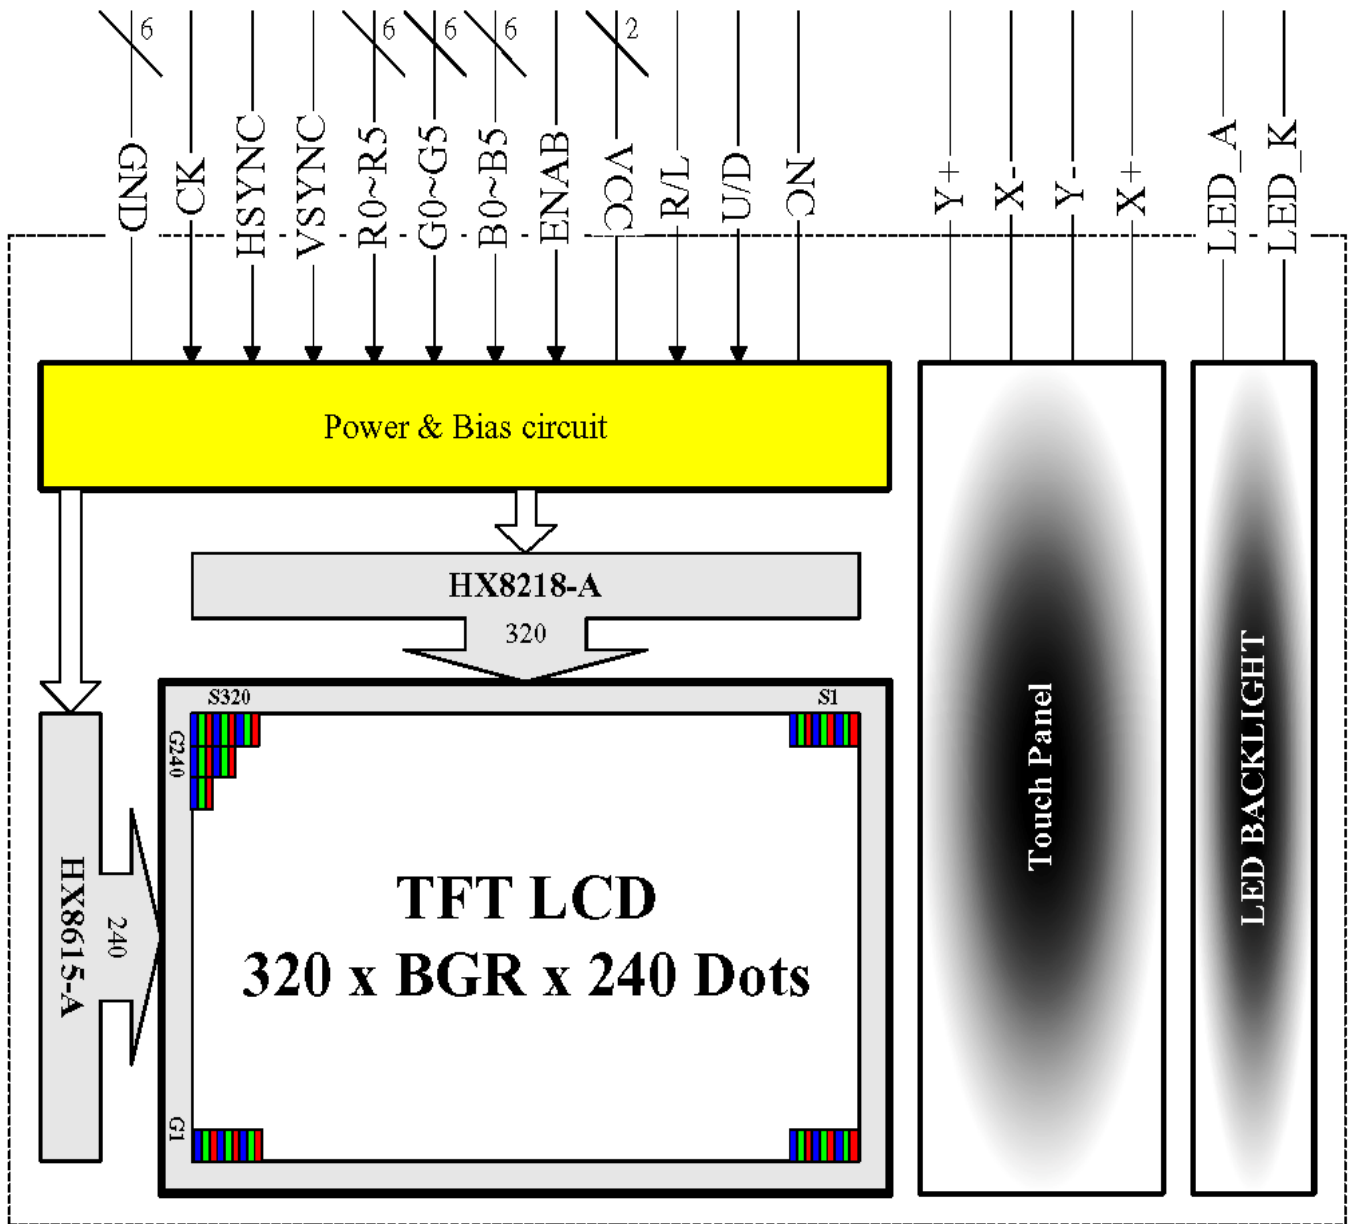 6
6
6
6
2
GND
CK
HSYNC
VSYNC
R0~R5
G0~G5
B0~B5
ENAB
VCC
R/L
U/D
NC
Y+
X-
Y-
X+
LED_A
LED_K
Power & Bias circuit
HX8218-A
320
S320
S1
G240
HX8615-A
240
TFT LCD
320 x BGR x 240 Dots
G1
Touch Panel
LED BACKLIGHT